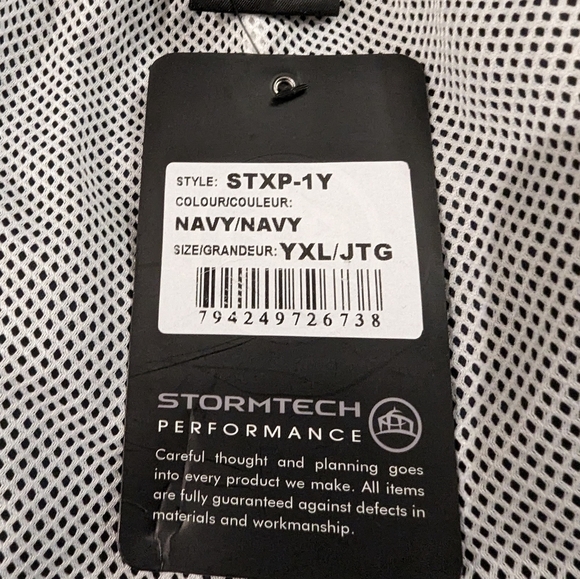 STYLE: STXP-1Y
COLOUR/COULEUR:
NAVY/NAVY
SIZE/GRANDEUR: YXL/JTG
794249726738
STORMTECH
PERFORMANCE
Careful thought and planning goes
into every product we make. All items
are fully guaranteed against defects in
materials and workmanship.